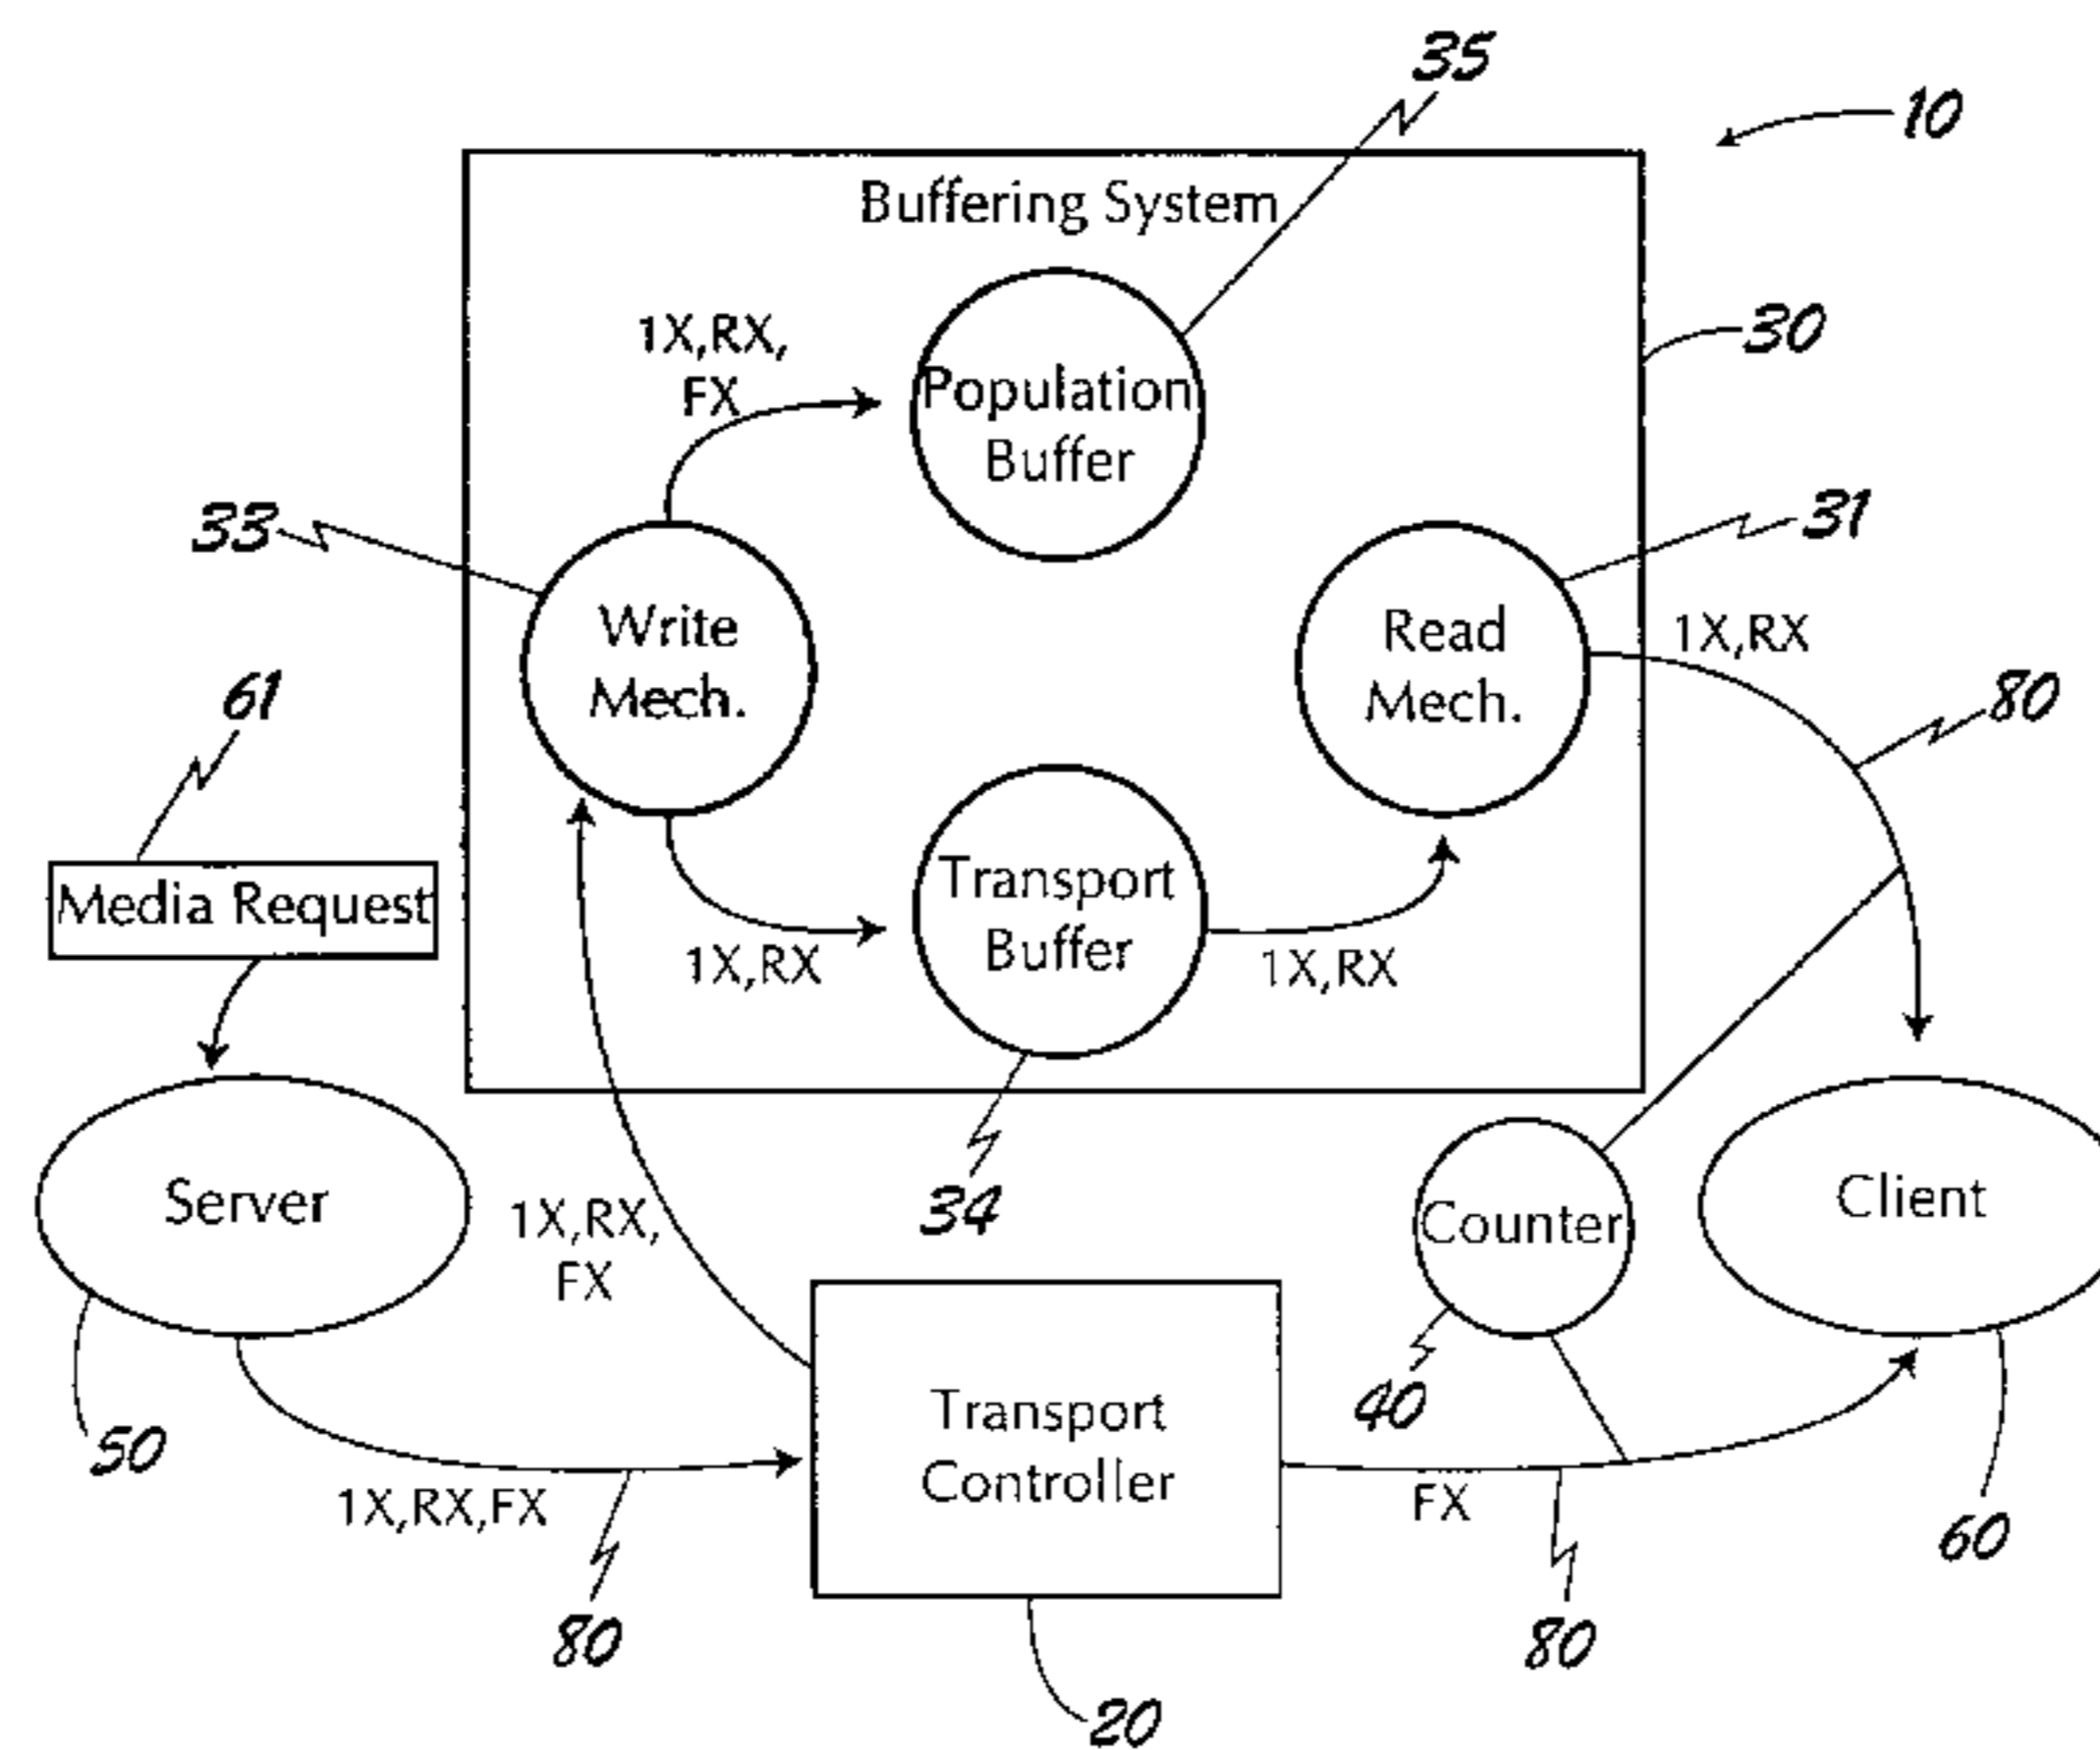 35
10
Buffering System
1X,RX,
FX
30
Population
Buffer
33
31
Write
Mech.
Read
Mech.
1X,RX
61
80
Media Request
Transport
Buffer
1X,RX
1X,RX
Server
34
1X,RX,
FX
Counter
Client
40
50
Transport
Controller
1X,RX,FX
FX
60
80
80
20